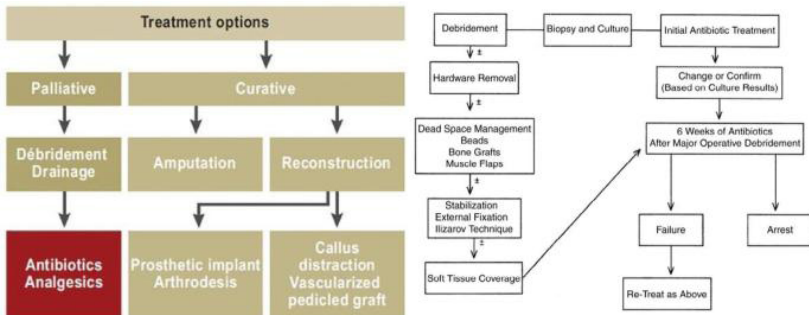 Treatment options
Palliative
Curative
Débridement
Drainage
Amputation
Reconstruction
Antibiotics
Analgesics
Prosthetic implant
Arthrodesis
Callus
distraction
Vascularized
pedicled graft
Debridement
Biopsy and Culture
Initial Antibiotic Treatment
±
Hardware Removal
Change or Confirm
(Based on Culture Results)
±
Dead Space Management
Beads
Bone Grafts
Muscle Flaps
6 Weeks of Antibiotics
After Major Operative Debridement
±
Stabilization
External Fixation
Ilizarov Technique
±
Failure
Arrest
Soft Tissue Coverage
Re-Treat as Above